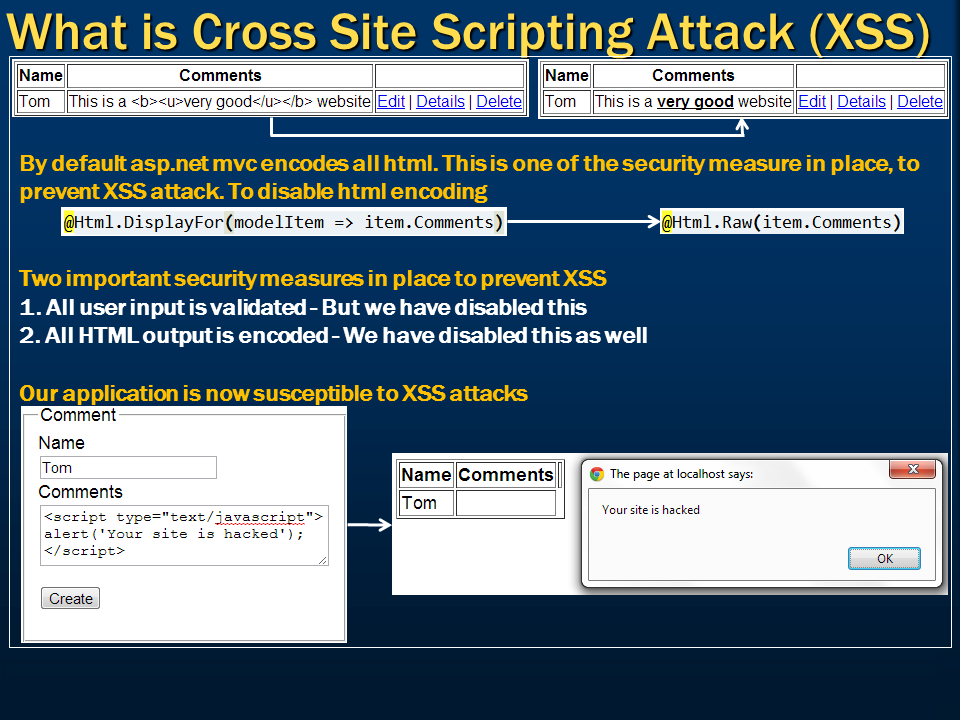 What is Cross Site Scripting Attack (XSS)
Name Comments
Tom This is a <b><u>very good</u></b> website Edit | Details | Delete
Name Comments
Tom This is a very good website Edit | Details | Delete
By default asp.net mvc encodes all html. This is one of the security measure in place, to
prevent XSS attack. To disable html encoding
@Html.DisplayFor(modelItem => item.Comments)
@Html.Raw(item.Comments)
Two important security measures in place to prevent XSS
1. All user input is validated - But we have disabled this
2. All HTML output is encoded - We have disabled this as well
Our application is now susceptible to XSS attacks
Comment
Name
Tom
Comments
<script type="text/javascript">
alert('Your site is hacked');
</script>
Create
Name Comments
Tom
The page at localhost says:
Your site is hacked
OK